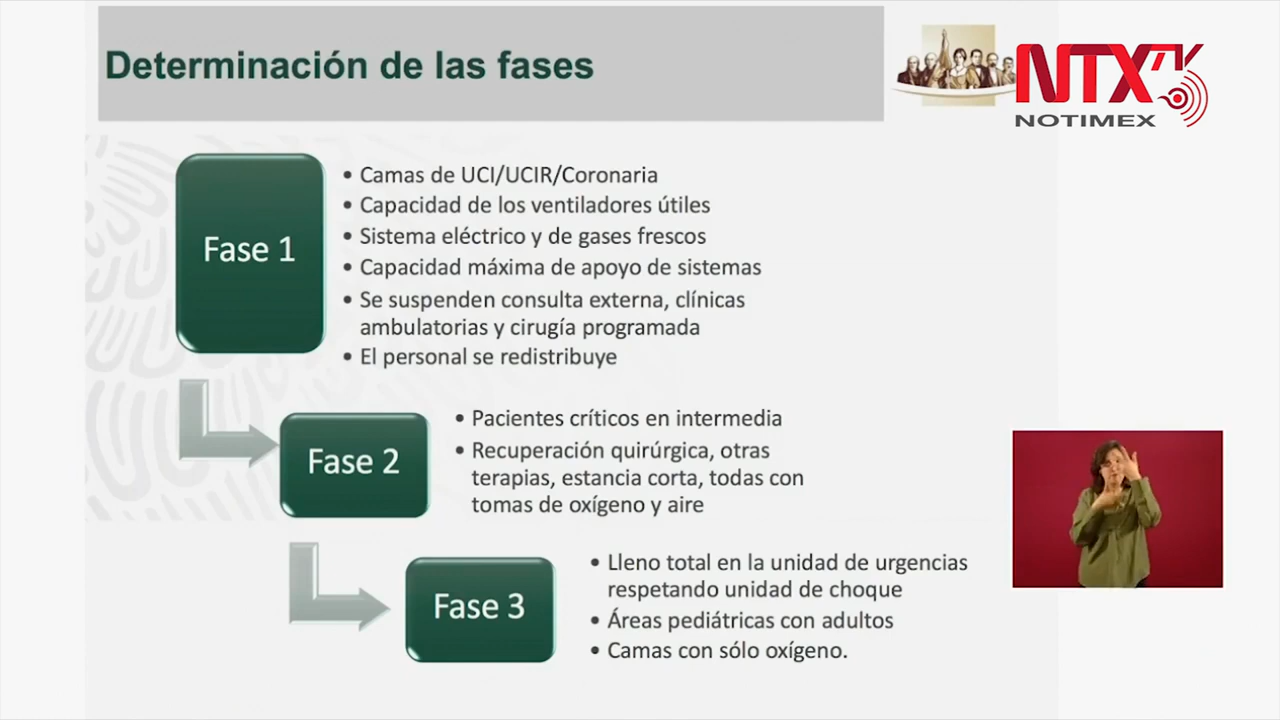 Determinación de las fases
NTXTV
NOTIMEX
Fase 1
• Camas de UCI/UCIR/Coronaria
• Capacidad de los ventiladores útiles
• Sistema eléctrico y de gases frescos
• Capacidad máxima de apoyo de sistemas
• Se suspenden consulta externa, clínicas
ambulatorias y cirugía programada
• El personal se redistribuye
Fase 2
• Pacientes críticos en intermedia
• Recuperación quirúrgica, otras
terapias, estancia corta, todas con
tomas de oxígeno y aire
Fase 3
• Lleno total en la unidad de urgencias
respetando unidad de choque
• Áreas pediátricas con adultos
• Camas con sólo oxígeno.